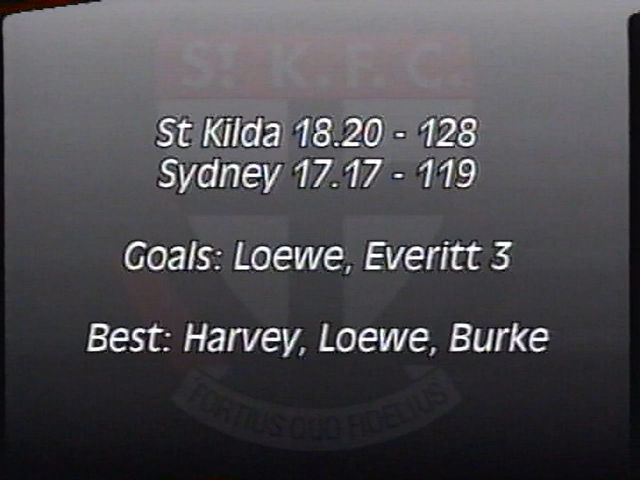 ST K.F.C.
St Kilda 18.20 - 128
Sydney 17.17 - 119
Goals: Loewe, Everitt 3
Best: Harvey, Loewe, Burke
FORTIUS QUO FIDELIUS